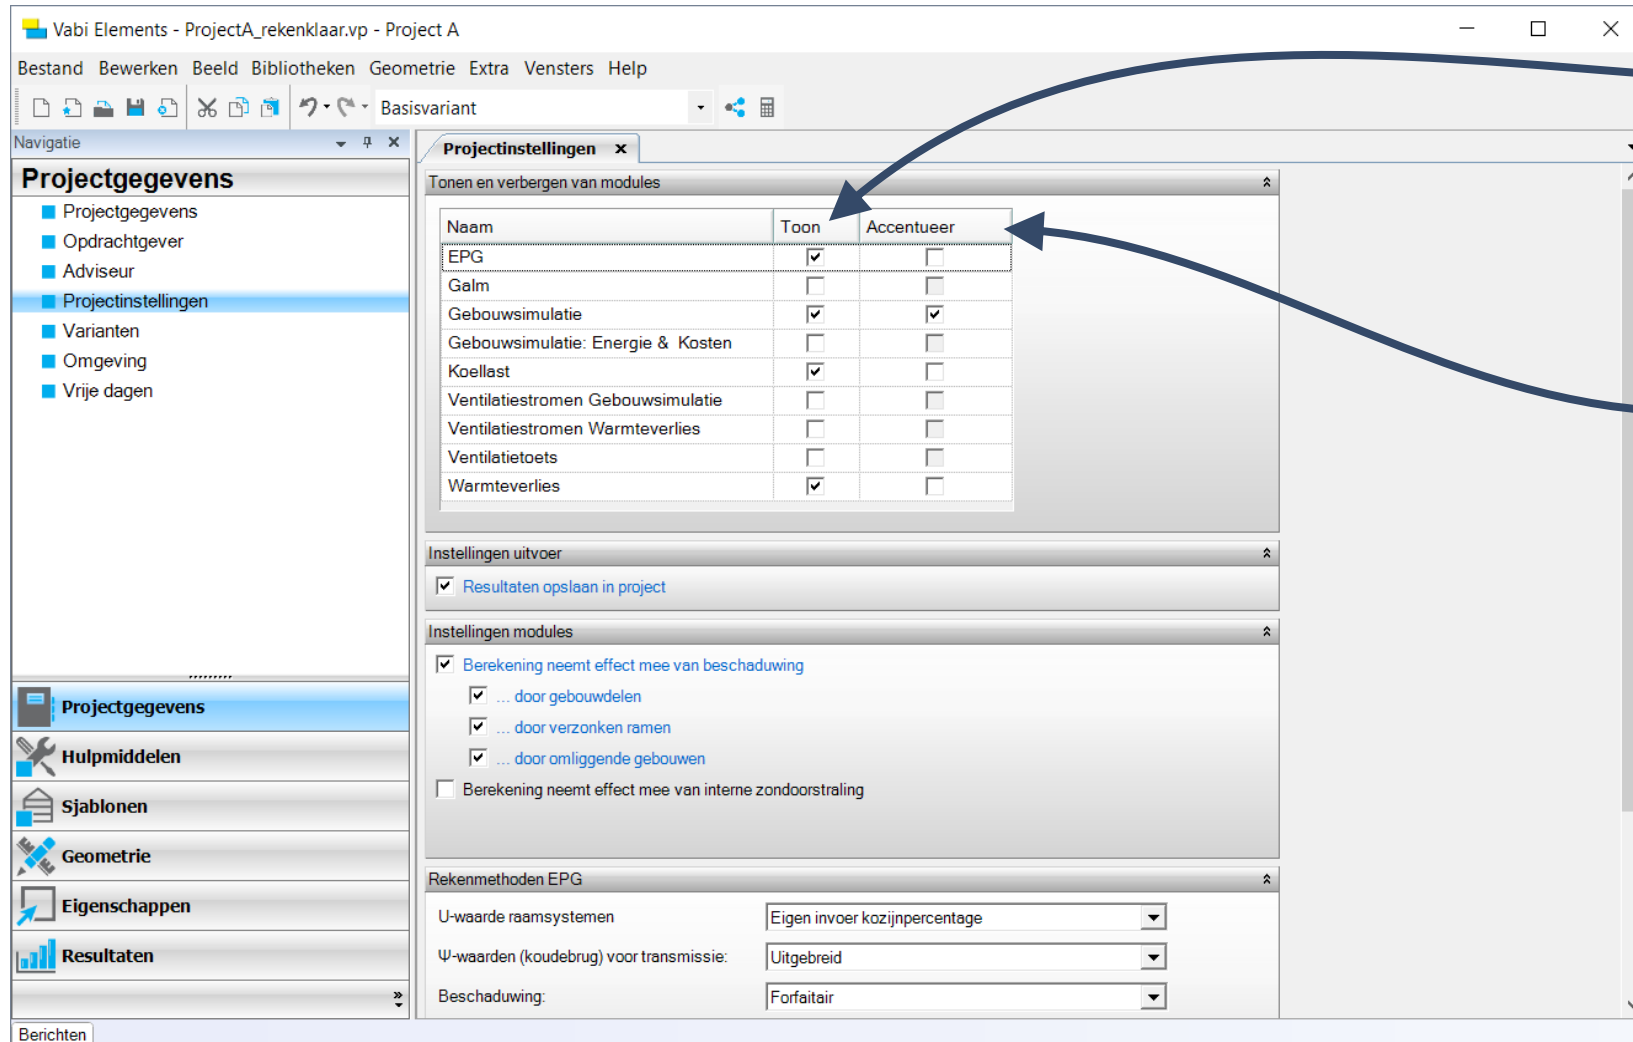 Vabi Elements - ProjectA_rekenklaar.vp - Project A
Bestand Bewerken Beeld Bibliotheken Geometrie Extra Vensters Help
Basisvariant
Navigatie
Projectgegevens
Projectgegevens
Opdrachtgever
Adviseur
Projectinstellingen
Varianten
Omgeving
Vrije dagen
Projectgegevens
Hulpmiddelen
Sjablonen
Geometrie
Eigenschappen
Resultaten
Projectinstellingen
Tonen en verbergen van modules
Naam Toon Accentueer
EPG
Galm
Gebouwsimulatie
Gebouwsimulatie: Energie & Kosten
Koellast
Ventilatiestromen Gebouwsimulatie
Ventilatiestromen Warmteverlies
Ventilatietoets
Warmteverlies
Instellingen uitvoer
Resultaten opslaan in project
Instellingen modules
Berekening neemt effect mee van beschaduwing
... door gebouwdelen
... door verzonken ramen
... door omliggende gebouwen
Berekening neemt effect mee van interne zondoorstraling
Rekenmethoden EPG
U-waarde raamsystemen Eigen invoer kozijnpercentage
Ψ-waarden (koudebrug) voor transmissie: Uitgebreid
Beschaduwing: Forfaitair
Berichten